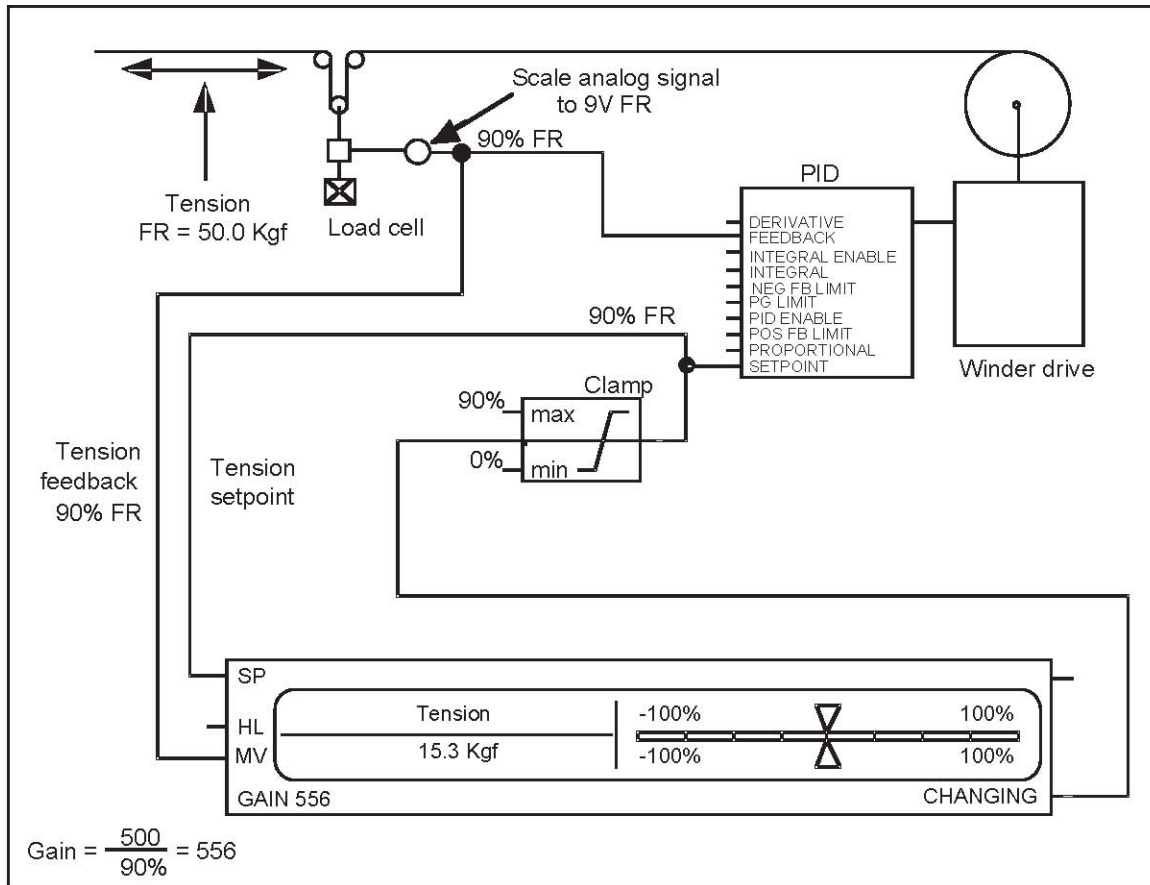 Scale analog signal
to 9V FR
90% FR
Tension
FR = 50.0 Kgf
Load cell
PID
DERIVATIVE
FEEDBACK
INTEGRAL ENABLE
INTEGRAL
NEG FB LIMIT
PG LIMIT
PID ENABLE
POS FB LIMIT
PROPORTIONAL
SETPOINT
Winder drive
90% FR
Clamp
90%
max
0%
min
Tension
feedback
90% FR
Tension
setpoint
SP
HL
MV
Tension
15.3 Kgf
-100%
100%
-100%
100%
GAIN 556
CHANGING
Gain = 500 / 90% = 556